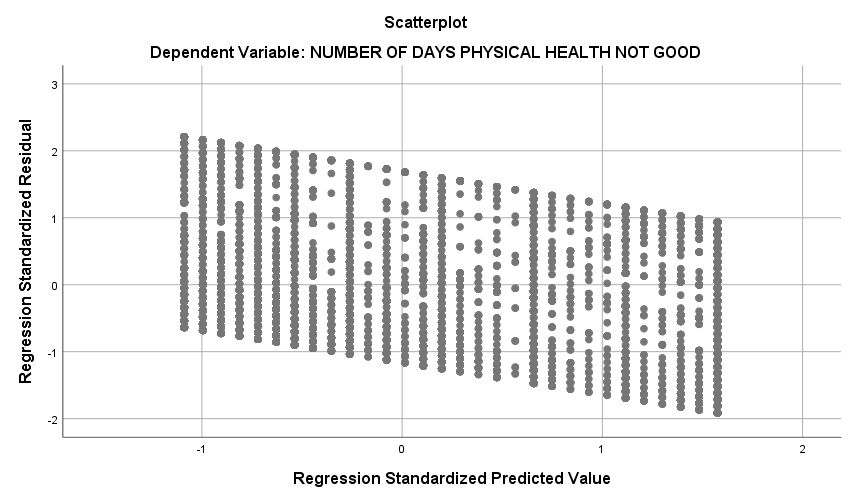 Scatterplot
Dependent Variable: NUMBER OF DAYS PHYSICAL HEALTH NOT GOOD
Regression Standardized Residual
3
2
1
0
-1
-2
-1
0
1
2
Regression Standardized Predicted Value